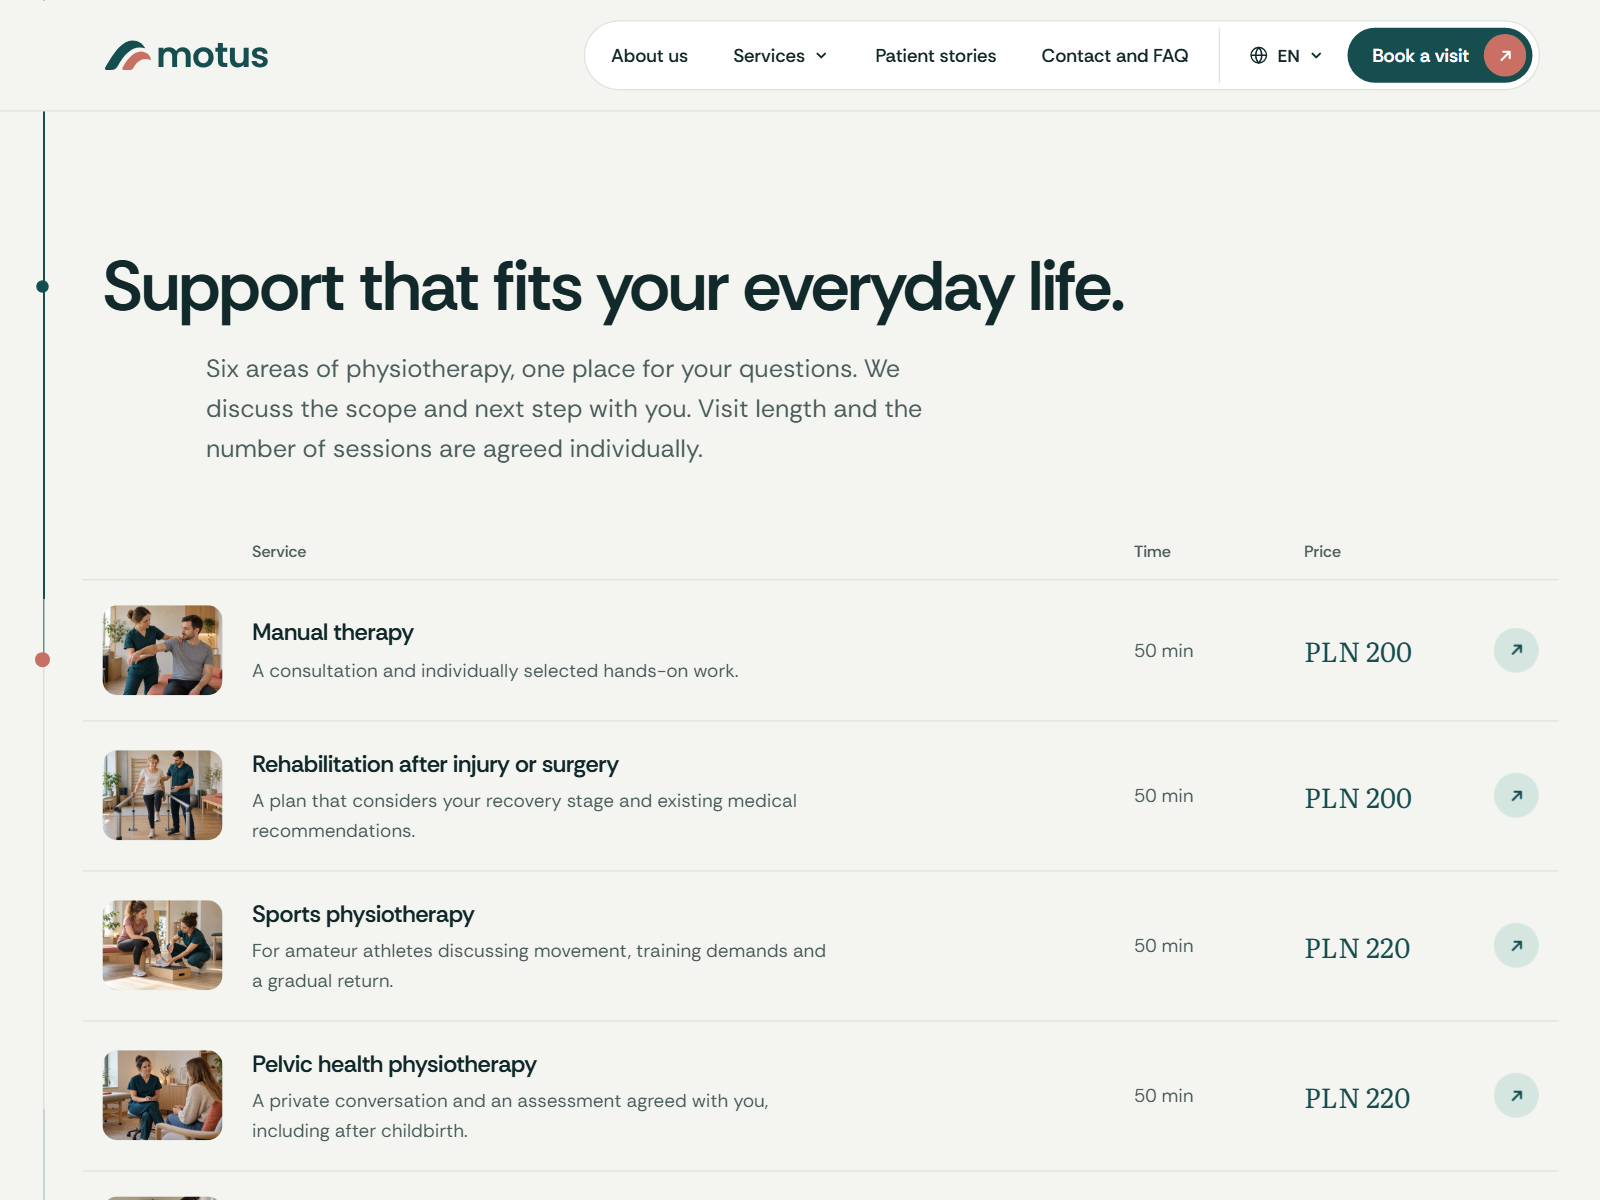 motus
About us
Services
Patient stories
Contact and FAQ
EN
Book a visit
Support that fits your everyday life.
Six areas of physiotherapy, one place for your questions. We
discuss the scope and next step with you. Visit length and the
number of sessions are agreed individually.
Service
Time
Price
Manual therapy
A consultation and individually selected hands-on work.
50 min
PLN 200
Rehabilitation after injury or surgery
A plan that considers your recovery stage and existing medical
recommendations.
50 min
PLN 200
Sports physiotherapy
For amateur athletes discussing movement, training demands and
a gradual return.
50 min
PLN 220
Pelvic health physiotherapy
A private conversation and an assessment agreed with you,
including after childbirth.
50 min
PLN 220